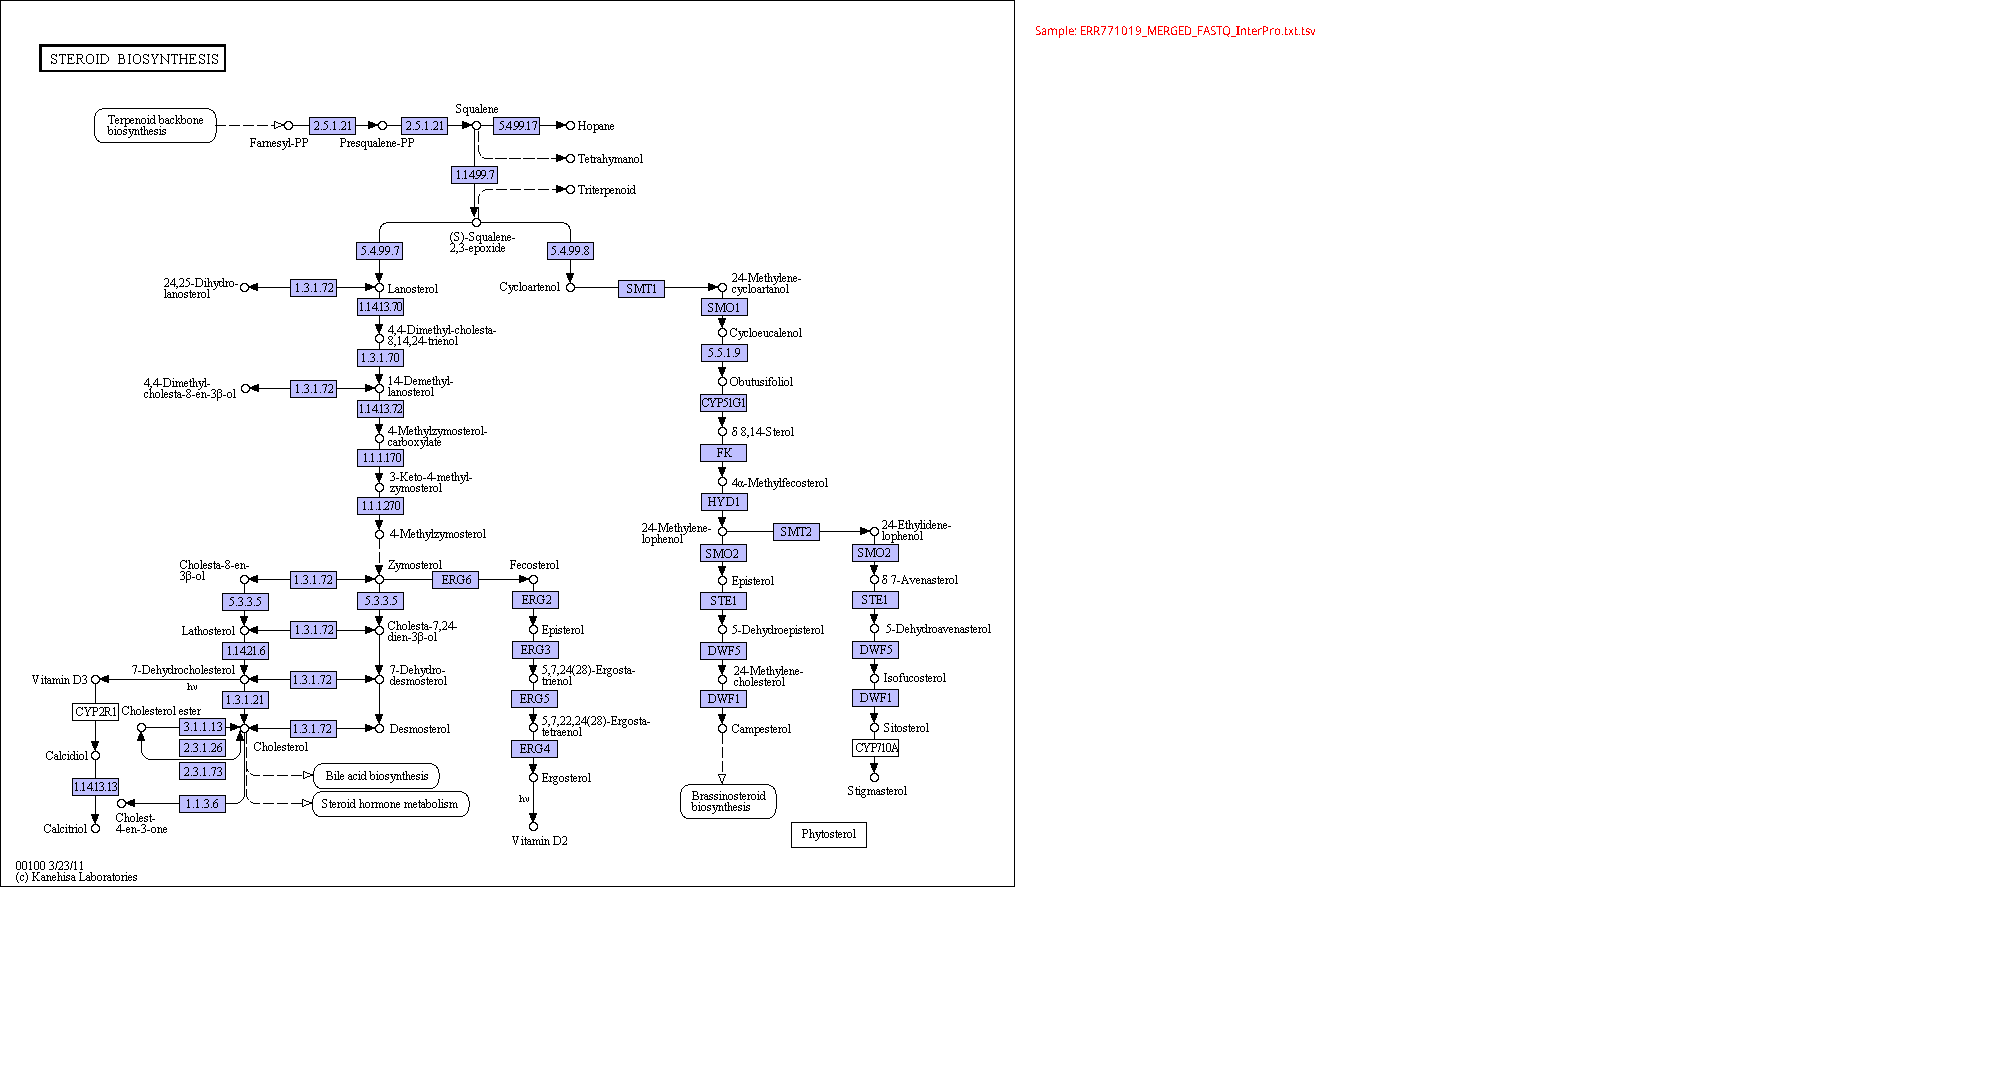 Sample: ERR771019_MERGED_FASTQ_InterPro.txt.tsv
STEROID BIOSYNTHESIS
Squalene
Terpenoid backbone
biosynthesis
2.5.1.21
2.5.1.21
5.4.99.17
Hopane
Farnesyl-PP
Presqualene-PP
Tetrahymanol
1.14.99.7
Triterpenoid
(S)-Squalene-
2,3-epoxide
5.4.99.7
5.4.99.8
24,25-Dihydro-
lanosterol
1.3.1.72
Lanosterol
Cycloartenol
SMT1
24-Methylene-
cycloartanol
1.14.13.70
SMO1
4,4-Dimethyl-cholesta-
8,14,24-trienol
Cycloeucalenol
1.3.1.70
5.5.1.9
4,4-Dimethyl-
cholesta-8-en-3β-ol
1.3.1.72
14-Demethyl-
lanosterol
Obtusifoliol
1.14.13.72
CYP51G1
4-Methylzymosterol-
carboxylate
δ 8,14-Sterol
1.1.1.170
FK
3-Keto-4-methyl-
zymosterol
4α-Methylfecosterol
1.1.1.270
HYD1
4-Methylzymosterol
24-Methylene-
lophenol
SMT2
24-Ethylidene-
lophenol
SMO2
SMO2
Cholesta-8-en-
3β-ol
1.3.1.72
Zymosterol
ERG6
Fecosterol
Episterol
δ 7-Avenasterol
5.3.3.5
5.3.3.5
ERG2
STE1
STE1
Lathosterol
1.3.1.72
Cholesta-7,24-
dien-3β-ol
Episterol
5-Dehydroepisterol
5-Dehydroavenasterol
1.14.21.6
ERG3
DWF5
DWF5
7-Dehydrocholesterol
Vitamin D3
hν
1.3.1.72
7-Dehydro-
desmosterol
5,7,24(28)-Ergosta-
trienol
24-Methylene-
cholesterol
Isofucosterol
1.3.1.21
ERG5
DWF1
DWF1
CYP2R1
Cholesterol ester
3.1.1.13
1.3.1.72
Desmosterol
5,7,22,24(28)-Ergosta-
tetraenol
Campesterol
Sitosterol
2.3.1.26
Cholesterol
ERG4
CYP710A
Calcidiol
2.3.1.73
Bile acid biosynthesis
Ergosterol
Stigmasterol
1.14.13.13
1.1.3.6
Steroid hormone metabolism
hν
Brassinosteroid
biosynthesis
Cholest-
4-en-3-one
Calcitriol
Vitamin D2
Phytosterol
00100 3/23/11
(c) Kanehisa Laboratories